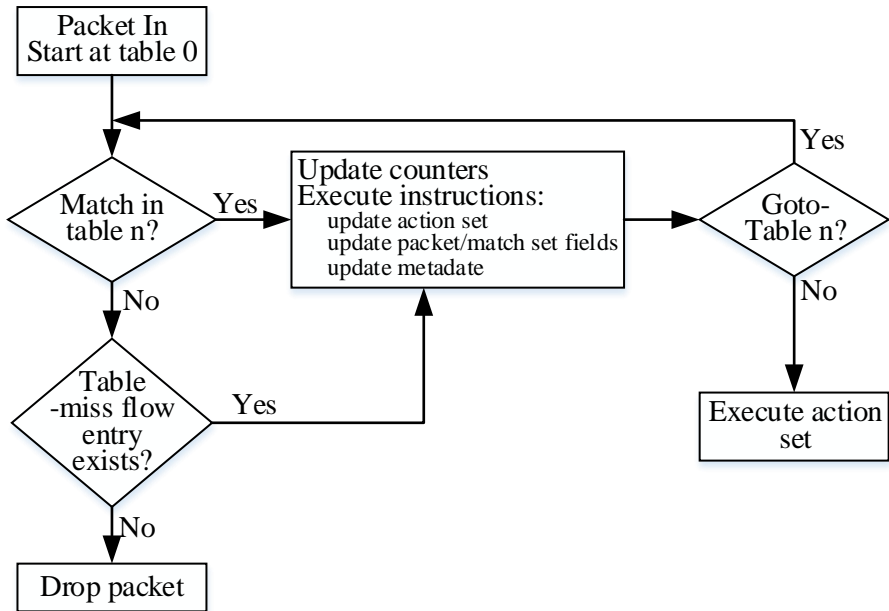 Packet In
Start at table 0
Yes
Match in
table n?
Yes
Update counters
Execute instructions:
update action set
update packet/match set fields
update metadate
Goto-
Table n?
No
No
Table
-miss flow
entry
exists?
Yes
Execute action
set
No
Drop packet